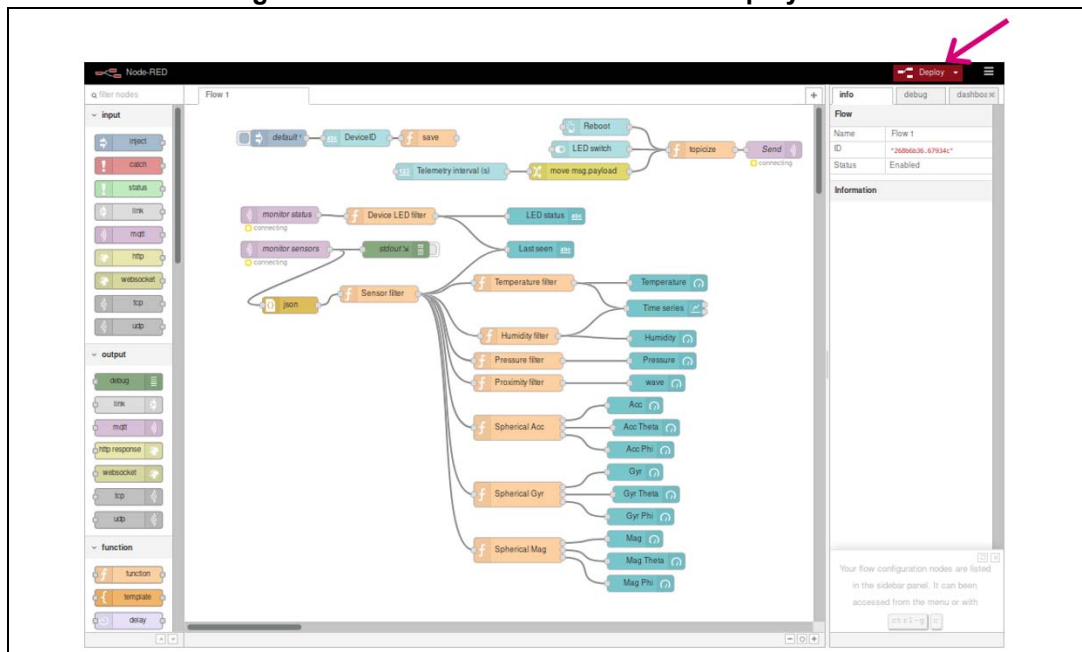 Node-RED
Deploy
filter nodes
Flow 1
info
debug
input
inject
catch
status
link
mqtt
http
websocket
tcp
udp
output
debug
link
mqtt
http response
websocket
tcp
udp
function
function
template
delay
default
DeviceID
save
Reboot
LED switch
topicize
Send
connecting
Telemetry interval (s)
move msg.payload
monitor status
connecting
Device LED filter
LED status
abc
monitor sensors
connecting
stdout
Last seen
abc
json
Sensor filter
Temperature filter
Temperature
Time series
Humidity filter
Humidity
Pressure filter
Pressure
Proximity filter
wave
Spherical Acc
Acc
Acc Theta
Acc Phi
Spherical Gyr
Gyr
Gyr Theta
Gyr Phi
Spherical Mag
Mag
Mag Theta
Mag Phi
Flow
Name Flow 1
ID "268b6b36.67934c"
Status Enabled
Information
Your flow configuration nodes are listed
in the sidebar panel. It can been
accessed from the menu or with
ctrl-g c